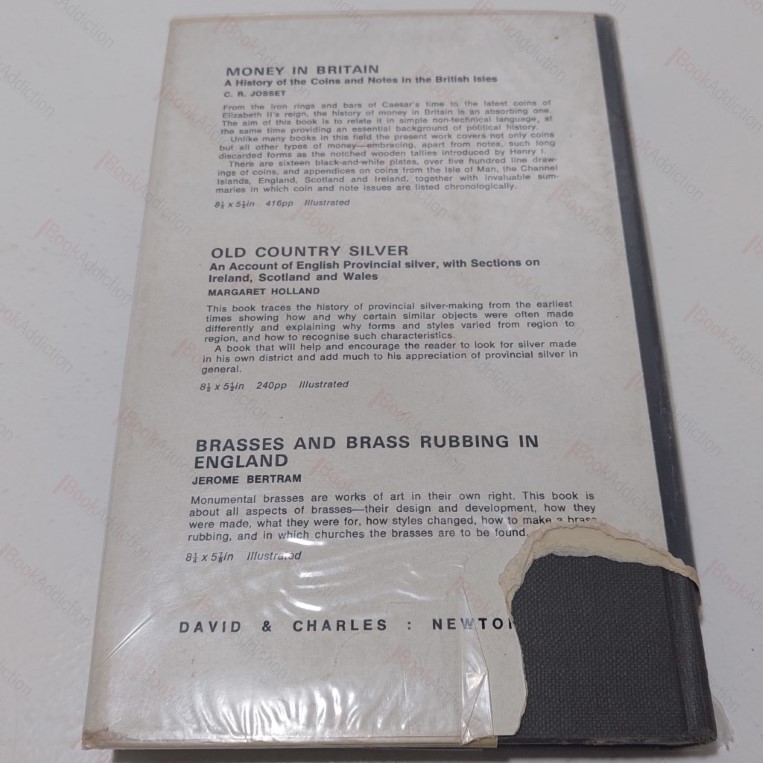 MONEY IN BRITAIN
A History of the Coins and Notes in the British Isles
C. R. JOSSET
From the iron rings and bars of Caesar's time to the latest coins of
Elizabeth II's reign, the history of money in Britain is an absorbing one.
The aim of this book is to relate it in simple non-technical language, at
the same time providing an essential background of political history.
Unlike many books in this field the present work covers not only coins
but all other types of money—embracing, apart from notes, such long
discarded forms as the notched wooden tallies introduced by Henry I.
There are sixteen black-and-white plates, over five hundred line draw-
ings of coins, and appendices on coins from the Isle of Man, the Channel
Islands, England, Scotland and Ireland, together with invaluable sum-
maries in which coin and note issues are listed chronologically.
8½ x 5½in 416pp Illustrated
OLD COUNTRY SILVER
An Account of English Provincial silver, with Sections on
Ireland, Scotland and Wales
MARGARET HOLLAND
This book traces the history of provincial silver-making from the earliest
times showing how and why certain similar objects were often made
differently and explaining why forms and styles varied from region to
region, and how to recognise such characteristics.
A book that will help and encourage the reader to look for silver made
in his own district and add much to his appreciation of provincial silver in
general.
8½ x 5½in 240pp Illustrated
BRASSES AND BRASS RUBBING IN
ENGLAND
JEROME BERTRAM
Monumental brasses are works of art in their own right. This book is
about all aspects of brasses—their design and development, how they
were made, what they were for, how styles changed, how to make a brass
rubbing, and in which churches the brasses are to be found.
Illustrated
DAVID & CHARLES : NEWTO
BookAddiction